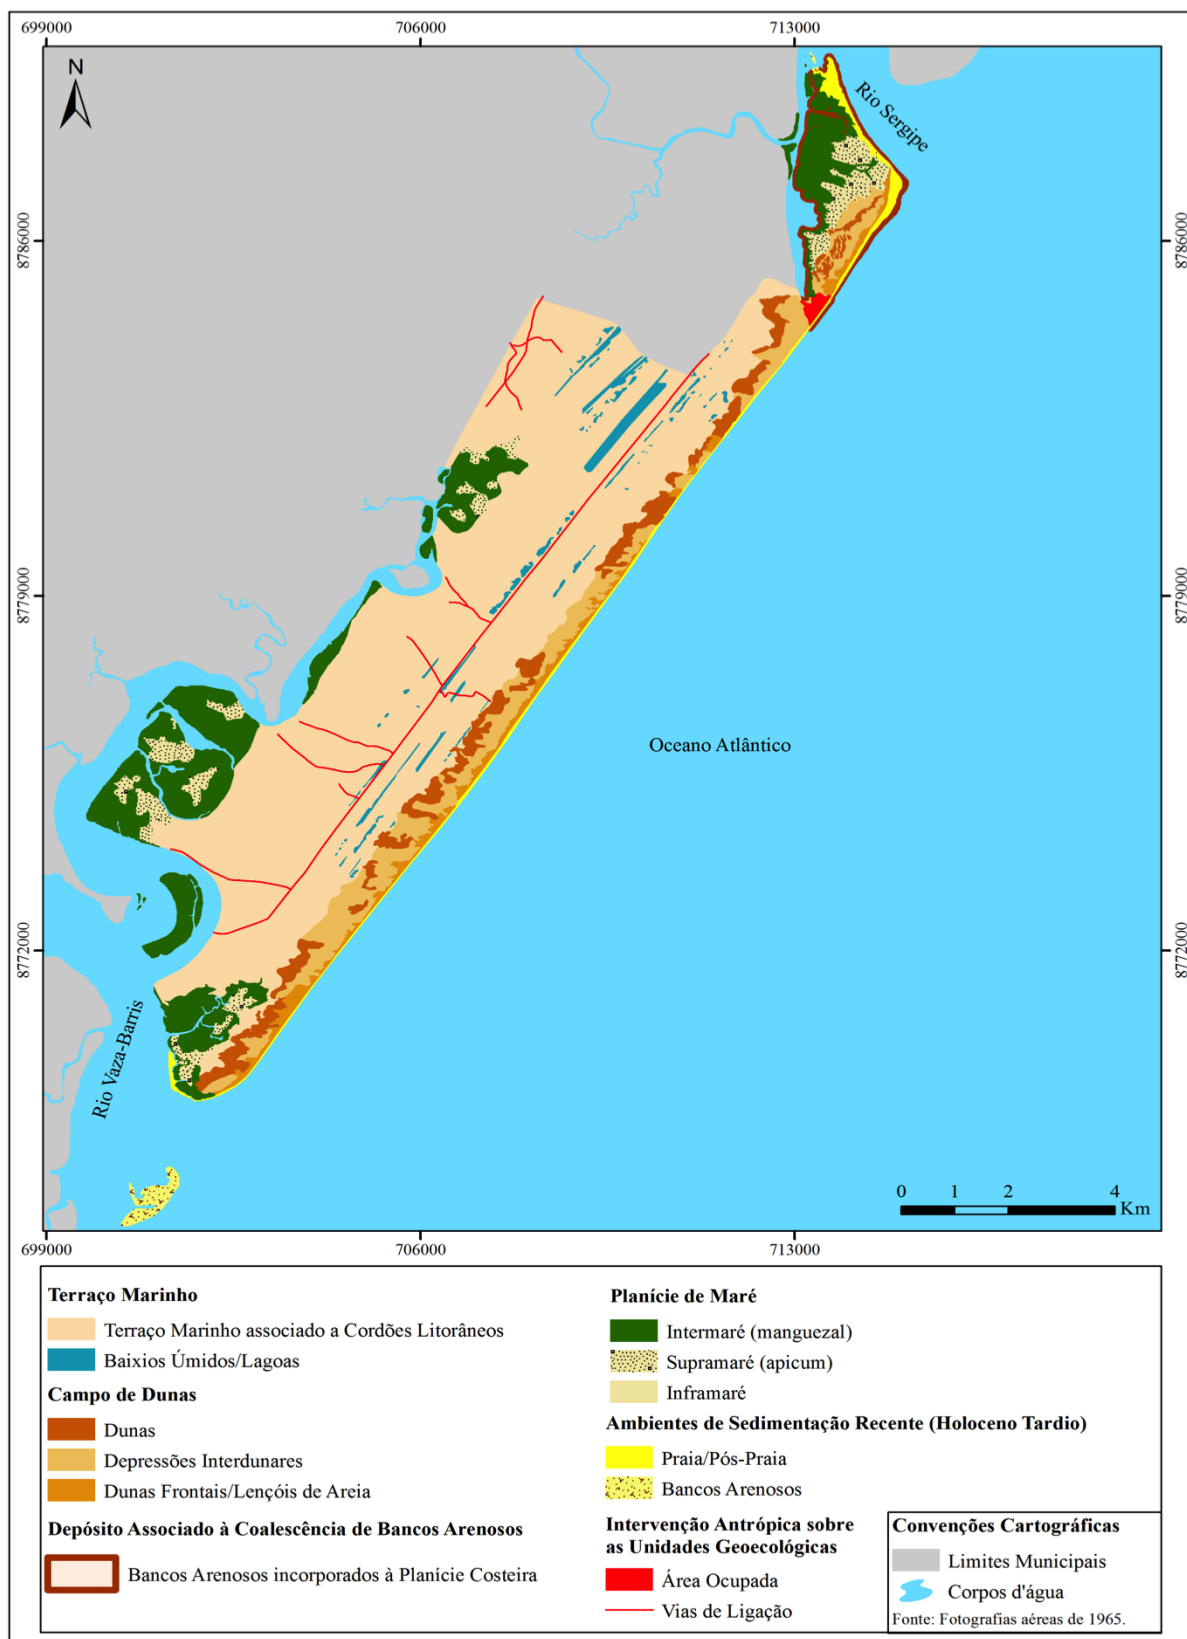 699000
706000
713000
N
Rio Sergipe
8786000
8786000
8779000
8779000
Oceano Atlântico
8772000
8772000
Rio Vaza-Barris
0 1 2 4
Km
699000
706000
713000
Terraço Marinho
Terraço Marinho associado a Cordões Litorâneos
Baixios Úmidos/Lagoas
Campo de Dunas
Dunas
Depressões Interdunares
Dunas Frontais/Lençóis de Areia
Depósito Associado à Coalescência de Bancos Arenosos
Bancos Arenosos incorporados à Planície Costeira
Planície de Maré
Intermaré (manguezal)
Supramaré (apicum)
Inframaré
Ambientes de Sedimentação Recente (Holoceno Tardio)
Praia/Pós-Praia
Bancos Arenosos
Intervenção Antrópica sobre
as Unidades Geoecológicas
Área Ocupada
Vias de Ligação
Convenções Cartográficas
Limites Municipais
Corpos d'água
Fonte: Fotografias aéreas de 1965.